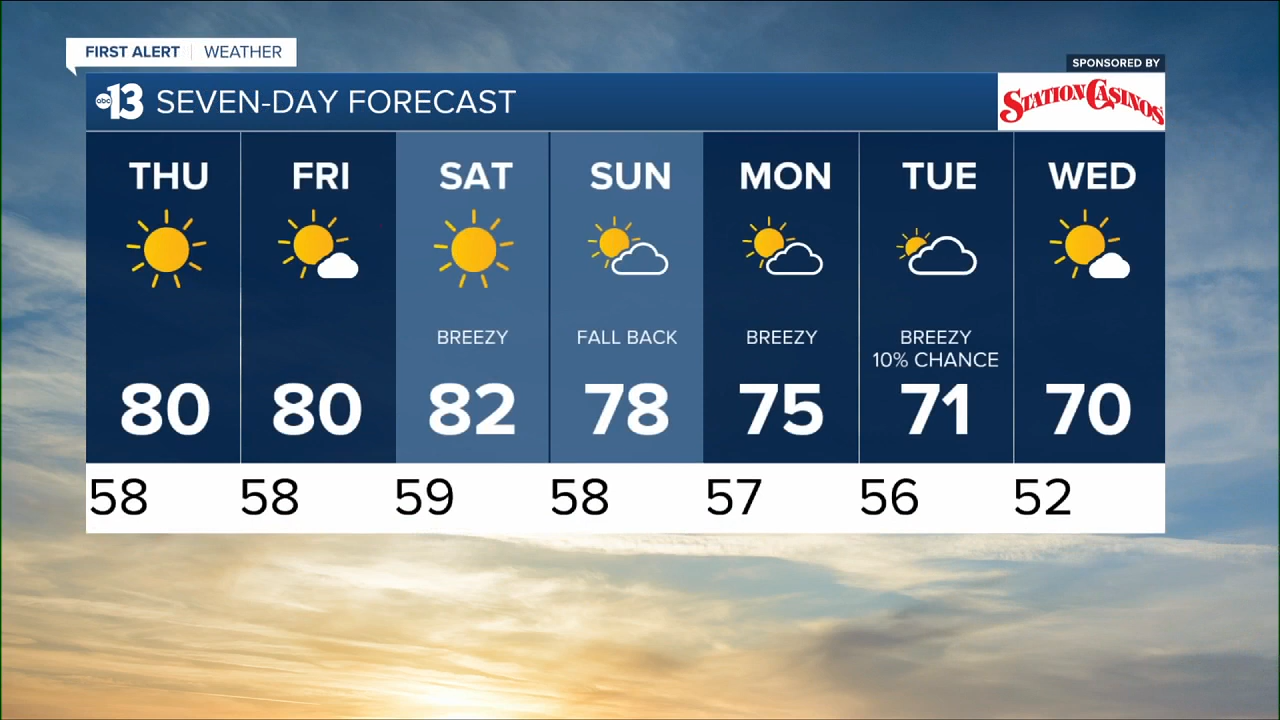 FIRST ALERT WEATHER
SPONSORED BY
abc 13 SEVEN-DAY FORECAST
STATION CASINOS
THU FRI SAT SUN MON TUE WED
BREEZY FALL BACK BREEZY BREEZY
10% CHANCE
80 80 82 78 75 71 70
58 58 59 58 57 56 52